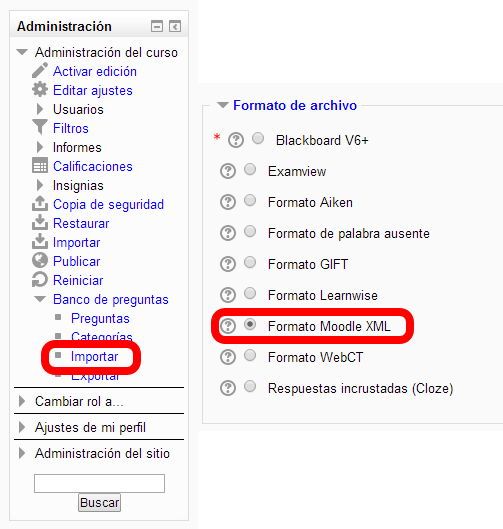 Administración
Administración del curso
Activar edición
Editar ajustes
Usuarios
Filtros
Informes
Calificaciones
Insignias
Copia de seguridad
Restaurar
Importar
Publicar
Reiniciar
Banco de preguntas
Preguntas
Categorías
Importar
Exportar
Cambiar rol a...
Ajustes de mi perfil
Administración del sitio
Buscar
Formato de archivo
* Blackboard V6+
Examview
Formato Aiken
Formato de palabra ausente
Formato GIFT
Formato Learnwise
Formato Moodle XML
Formato WebCT
Respuestas incrustadas (Cloze)